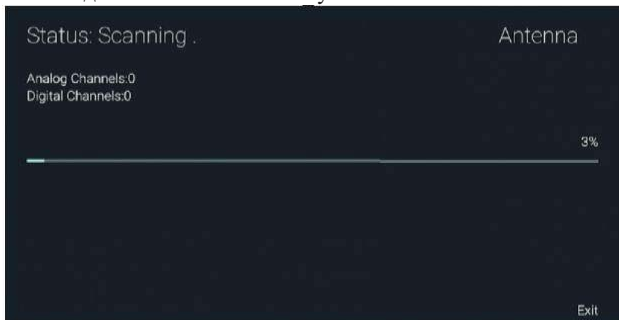 Status: Scanning .
Antenna
Analog Channels:0
Digital Channels:0
3%
Exit